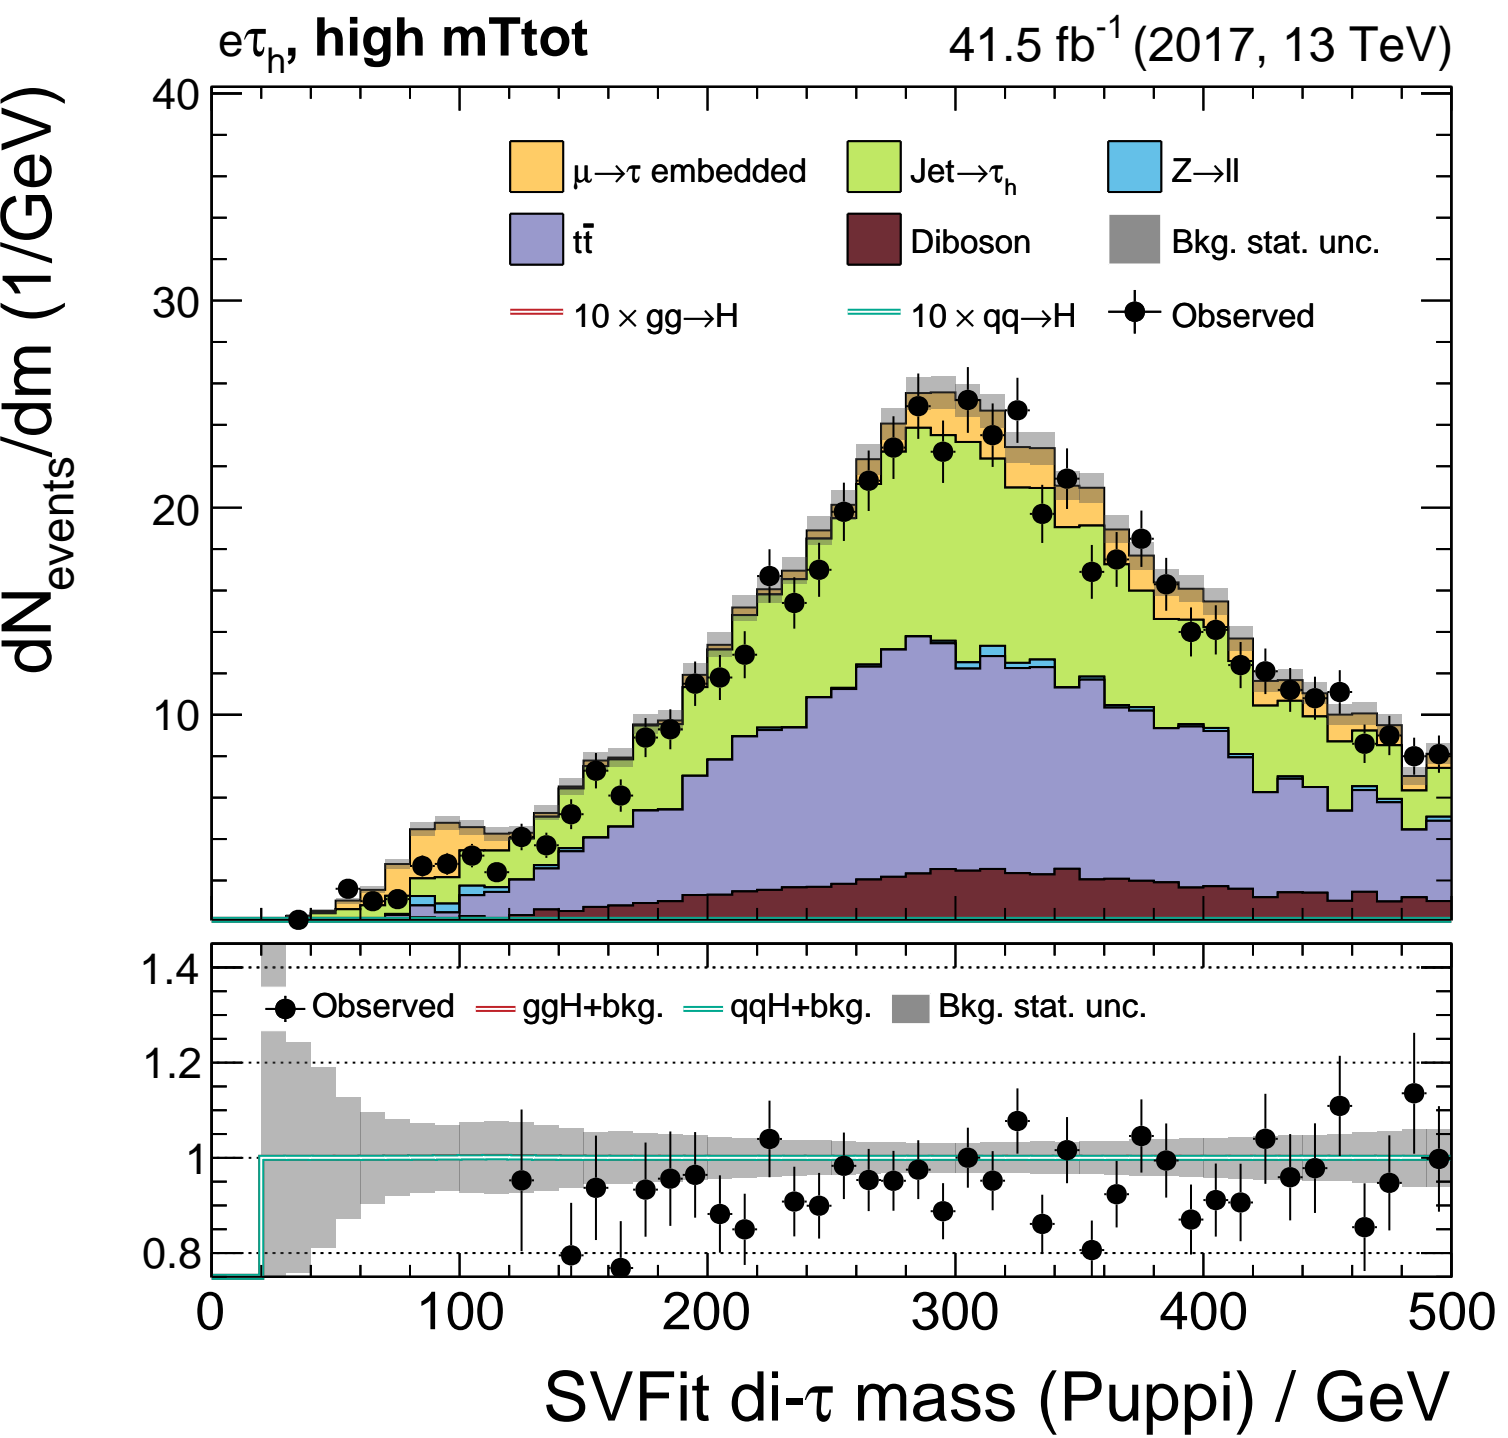 eτh, high mTtot 41.5 fb-1 (2017, 13 TeV)
dNevents/dm (1/GeV)
40
30
20
10
μ→τ embedded Jet→τh Z→ll
tt̄ Diboson Bkg. stat. unc.
10 × gg→H 10 × qq→H Observed
1.4
1.2
1
0.8
Observed ggH+bkg. qqH+bkg. Bkg. stat. unc.
0 100 200 300 400 500
SVFit di-τ mass (Puppi) / GeV